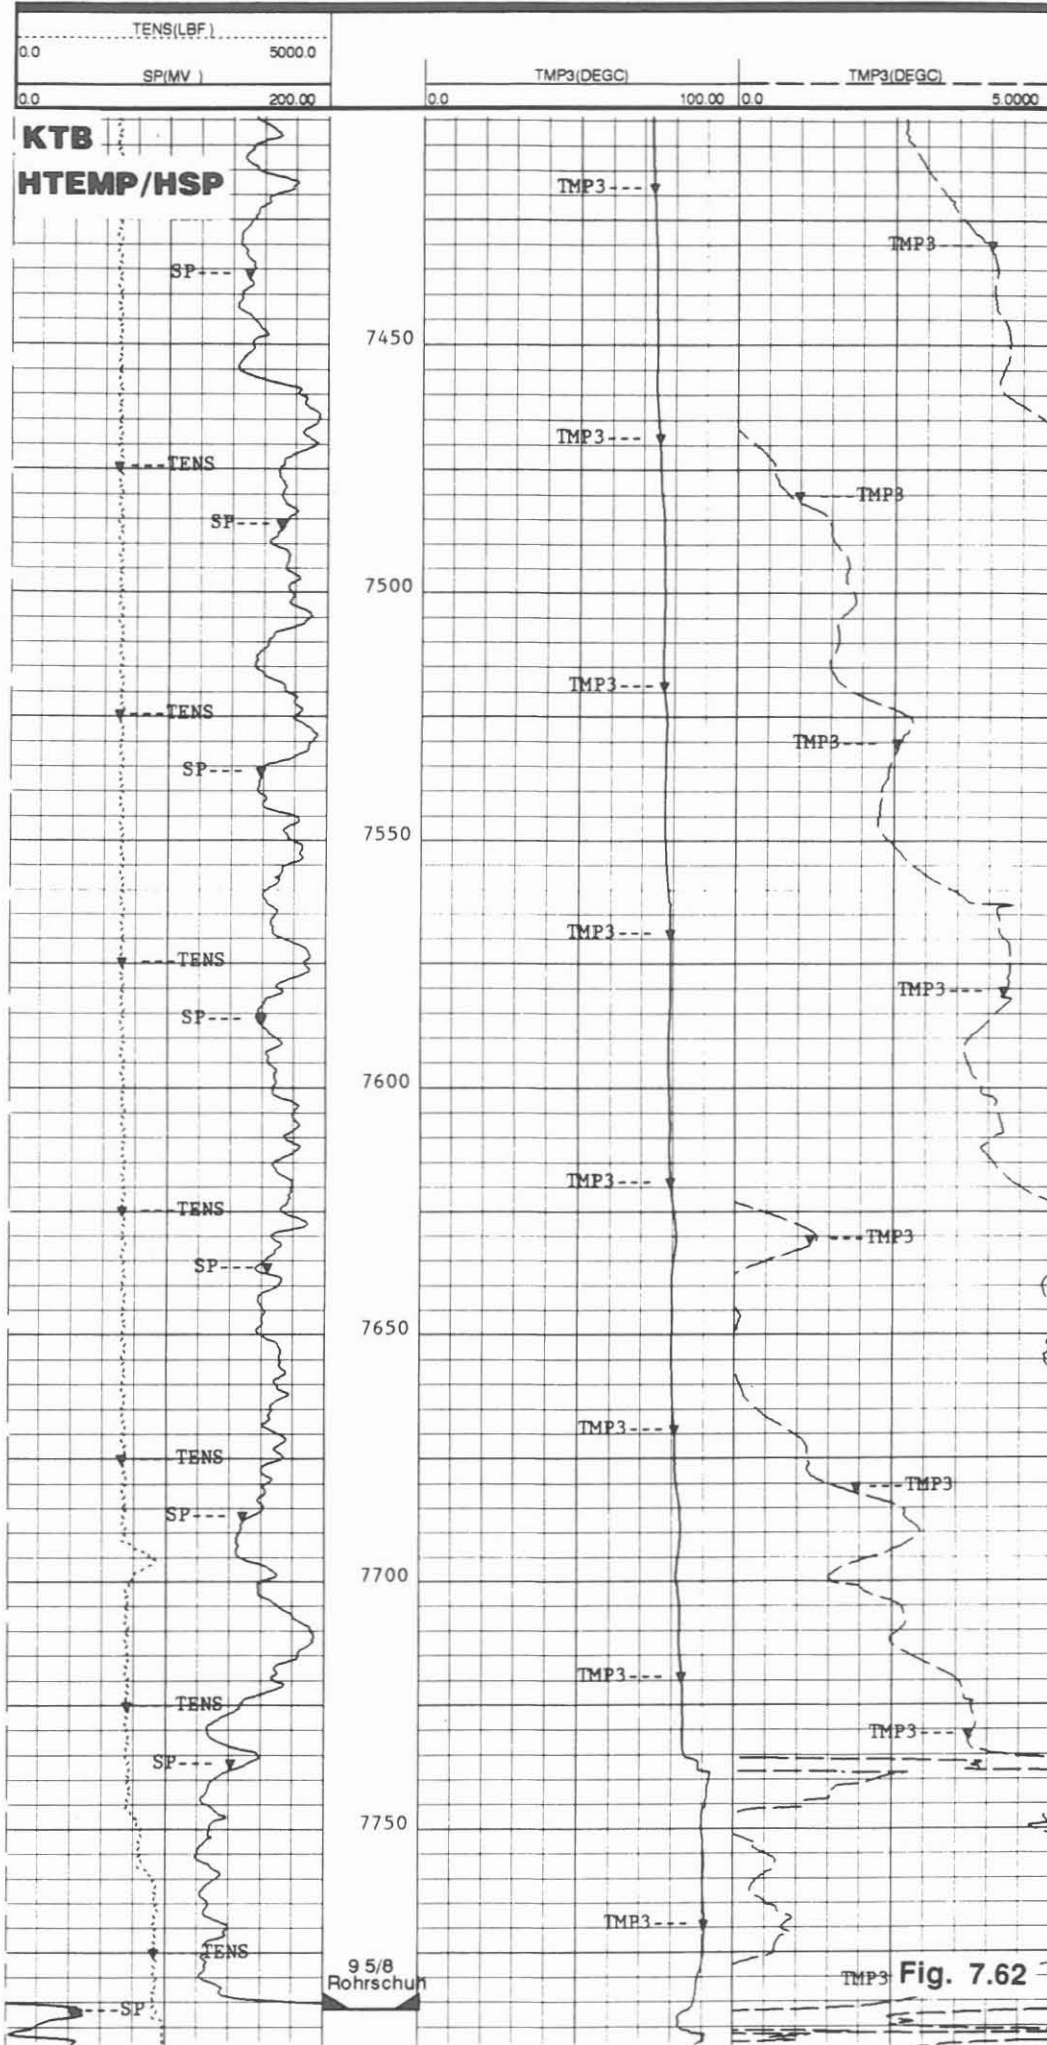 TENS(LBF )
0.0 5000.0
SP(MV ) TMP3(DEGC) TMP3(DEGC)
0.0 200.00 0.0 100.00 0.0 5.0000
KTB
HTEMP/HSP
TMP3---
TMP3
SP---
7450
TMP3---
---TENS
---TMP3
SP---
7500
TMP3---
---TENS
TMP3
SP---
7550
TMP3---
---TENS
TMP3---
SP---
7600
TMP3---
---TENS
---TMP3
SP---
7650
TMP3---
---TENS
---TMP3
SP---
7700
TMP3---
---TENS
TMP3
SP---
7750
TMP3---
TENS
9 5/8
Rohrschuh
TMP3 Fig. 7.62
---SP